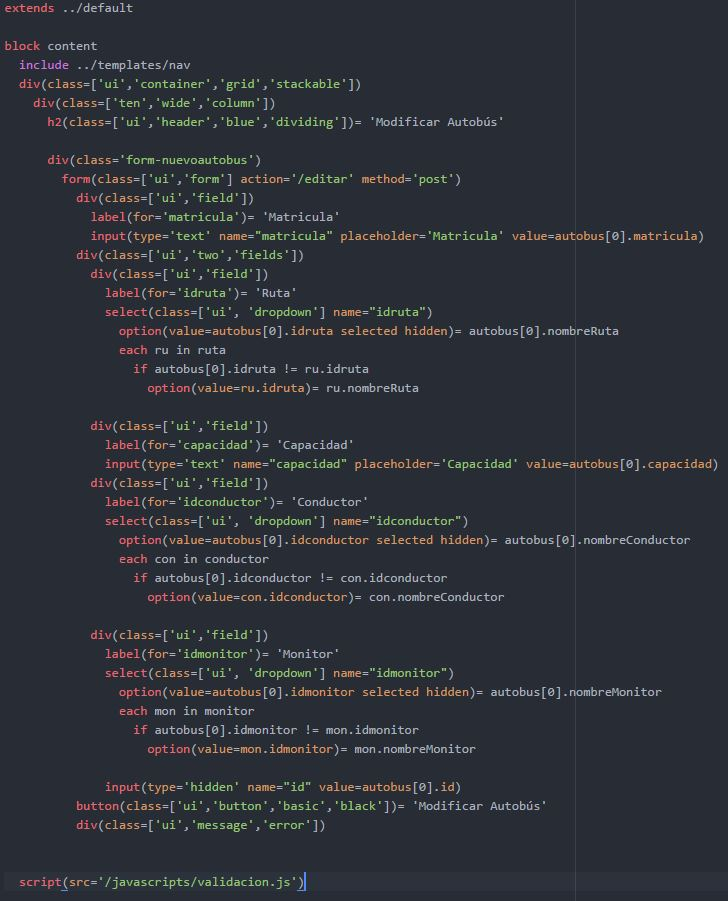 extends ../default
block content
include ../templates/nav
div(class=['ui','container','grid','stackable'])
div(class=['ten','wide','column'])
h2(class=['ui','header','blue','dividing'])= 'Modificar Autobús'
div(class='form-nuevoautobus')
form(class=['ui','form'] action='/editar' method='post')
div(class=['ui','field'])
label(for='matricula')= 'Matricula'
input(type='text' name="matricula" placeholder='Matricula' value=autobus[0].matricula)
div(class=['ui','two','fields'])
div(class=['ui','field'])
label(for='idruta')= 'Ruta'
select(class=['ui', 'dropdown'] name="idruta")
option(value=autobus[0].idruta selected hidden)= autobus[0].nombreRuta
each ru in ruta
if autobus[0].idruta != ru.idruta
option(value=ru.idruta)= ru.nombreRuta
div(class=['ui','field'])
label(for='capacidad')= 'Capacidad'
input(type='text' name="capacidad" placeholder='Capacidad' value=autobus[0].capacidad)
div(class=['ui','field'])
label(for='idconductor')= 'Conductor'
select(class=['ui', 'dropdown'] name="idconductor")
option(value=autobus[0].idconductor selected hidden)= autobus[0].nombreConductor
each con in conductor
if autobus[0].idconductor != con.idconductor
option(value=con.idconductor)= con.nombreConductor
div(class=['ui','field'])
label(for='idmonitor')= 'Monitor'
select(class=['ui', 'dropdown'] name="idmonitor")
option(value=autobus[0].idmonitor selected hidden)= autobus[0].nombreMonitor
each mon in monitor
if autobus[0].idmonitor != mon.idmonitor
option(value=mon.idmonitor)= mon.nombreMonitor
input(type='hidden' name="id" value=autobus[0].id)
button(class=['ui','button','basic','black'])= 'Modificar Autobús'
div(class=['ui','message','error'])
script(src='/javascripts/validacion.js')